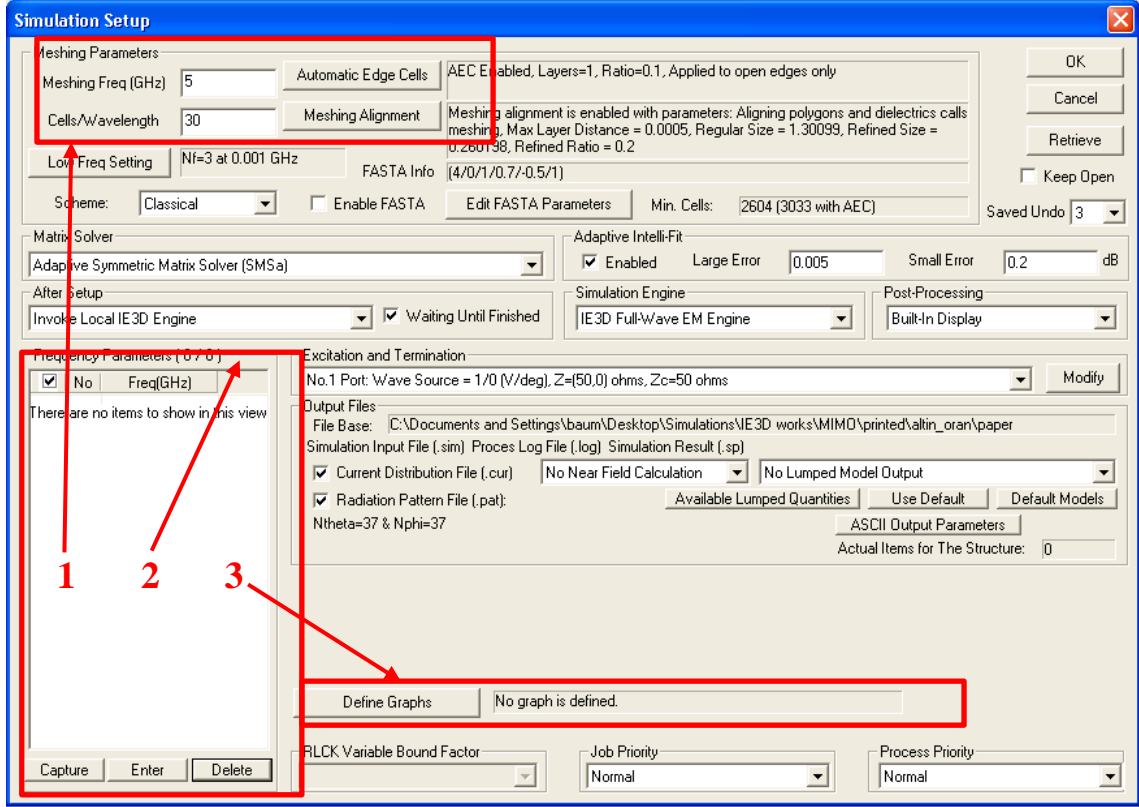 Simulation Setup
Meshing Parameters
Meshing Freq (GHz) 5 Automatic Edge Cells AEC Enabled, Layers=1, Ratio=0.1, Applied to open edges only
Cells/Wavelength 30 Meshing Alignment Meshing alignment is enabled with parameters: Aligning polygons and dielectrics calls
meshing, Max Layer Distance = 0.0005, Regular Size = 1.30099, Refined Size =
0.260198, Refined Ratio = 0.2
Low Freq Setting Nf=3 at 0.001 GHz FASTA Info (4/0/1/0.7/-0.5/1)
Scheme: Classical Enable FASTA Edit FASTA Parameters Min. Cells: 2604 (3033 with AEC)
OK
Cancel
Retrieve
Keep Open
Saved Undo 3
Matrix Solver
Adaptive Symmetric Matrix Solver (SMSa)
Adaptive Intelli-Fit
Enabled Large Error 0.005 Small Error 0.2 dB
After Setup
Invoke Local IE3D Engine Waiting Until Finished
Simulation Engine
IE3D Full-Wave EM Engine
Post-Processing
Built-In Display
Frequency Parameters ( 0 / 0 )
No Freq(GHz)
There are no items to show in this view
1 2 3
Capture Enter Delete
Excitation and Termination
No.1 Port: Wave Source = 1/0 (V/deg), Z=(50,0) ohms, Zc=50 ohms Modify
Output Files
File Base: C:\Documents and Settings\baum\Desktop\Simulations\IE3D works\MIMO\printed\altin_oran\paper
Simulation Input File (.sim) Proces Log File (.log) Simulation Result (.sp)
Current Distribution File (.cur) No Near Field Calculation No Lumped Model Output
Radiation Pattern File (.pat): Available Lumped Quantities Use Default Default Models
Ntheta=37 & Nphi=37 ASCII Output Parameters
Actual Items for The Structure: 0
Define Graphs No graph is defined.
RLCK Variable Bound Factor
Job Priority
Normal
Process Priority
Normal